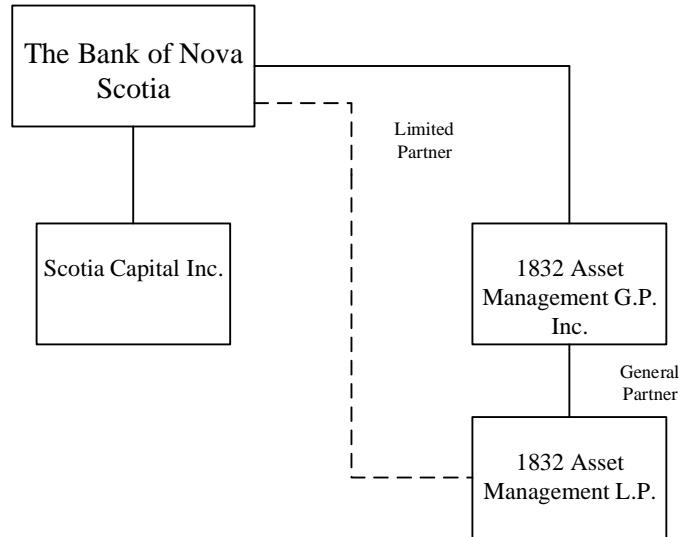 The Bank of Nova
Scotia
Limited
Partner
Scotia Capital Inc.
1832 Asset
Management G.P.
Inc.
General
Partner
1832 Asset
Management L.P.